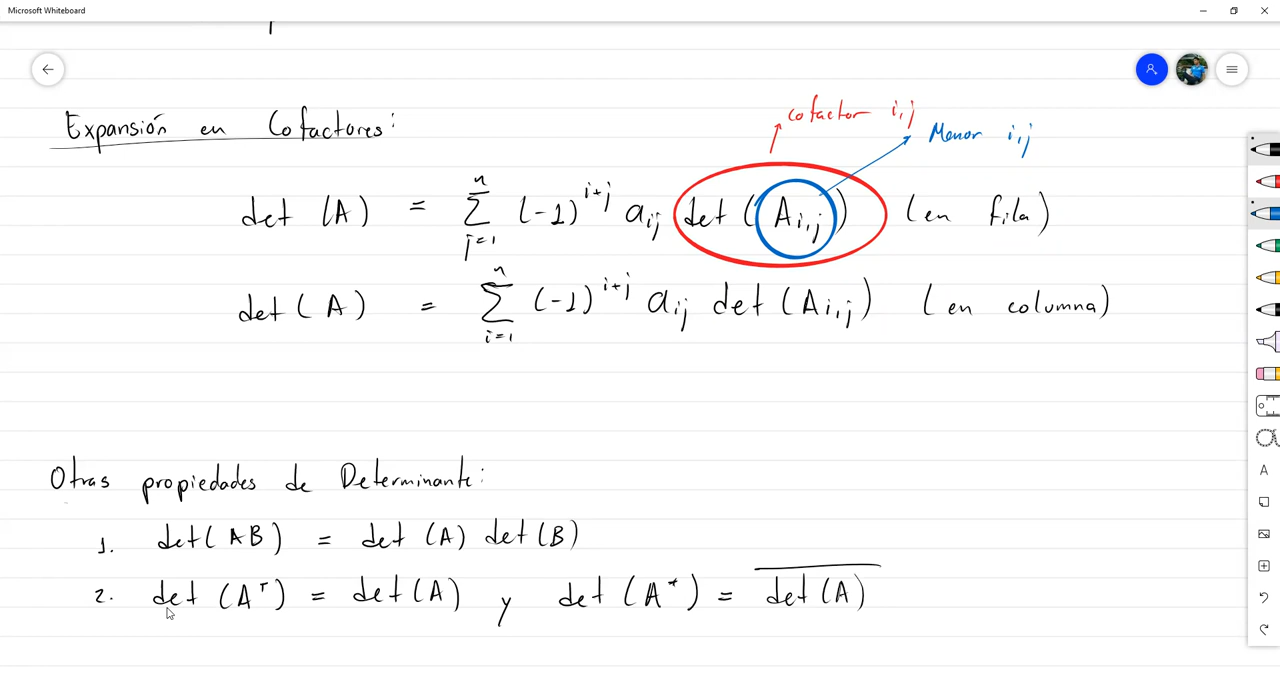 Microsoft Whiteboard
Expansión en Cofactores:
cofactor i,j
Menor i,j
det (A) = \sum_{j=1}^{n} (-1)^{i+j} a_{ij} det (A_{i,j}) (en fila)
det (A) = \sum_{i=1}^{n} (-1)^{i+j} a_{ij} det (A_{i,j}) (en columna)
Otras propiedades de Determinante:
1. det(AB) = det (A) det(B)
2. det (A^T) = det(A) y det (A^*) = \overline{det (A)}